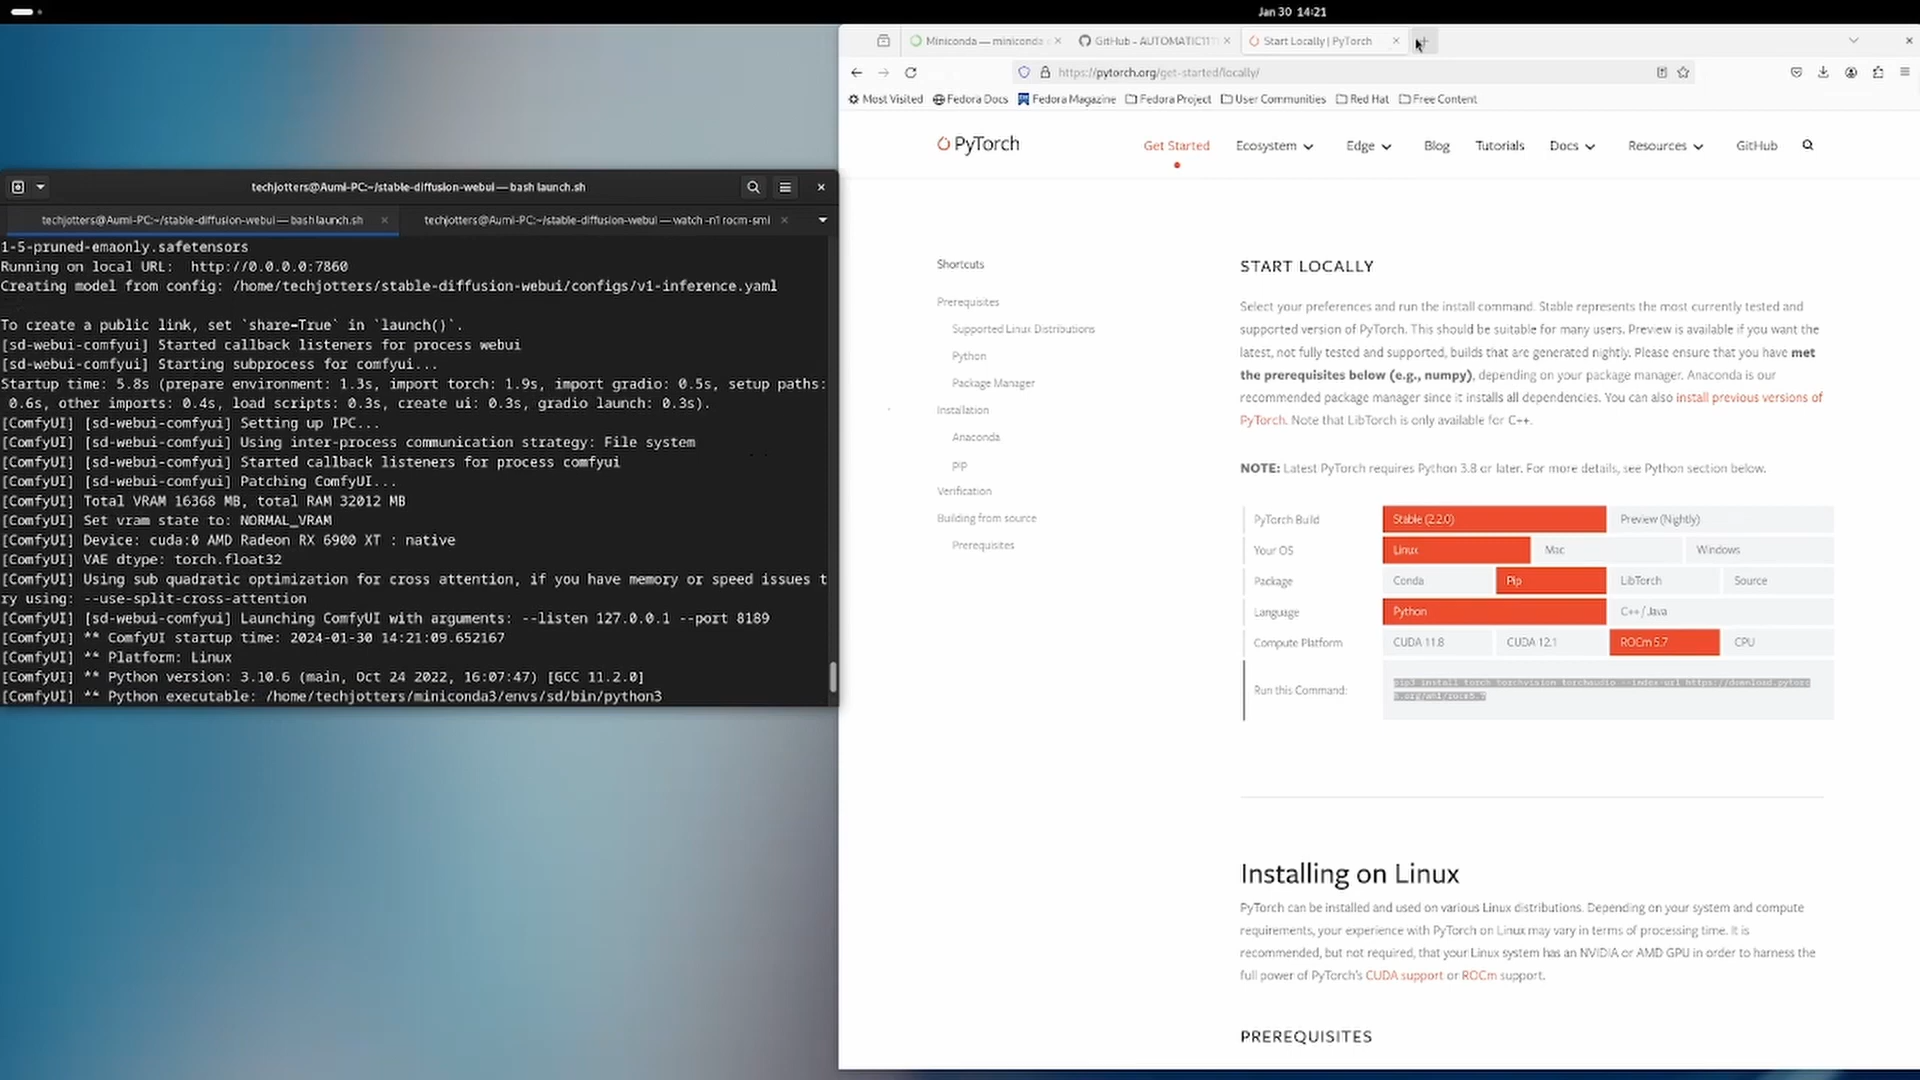 Jan 30 14:21
techjotters@Aumi-PC:~/stable-diffusion-webui — bash launch.sh
techjotters@Aumi-PC:~/stable-diffusion-webui — bash launch.sh
techjotters@Aumi-PC:~/stable-diffusion-webui — watch -n1 rocm-smi
1-5-pruned-emaonly.safetensors
Running on local URL:  http://0.0.0.0:7860
Creating model from config: /home/techjotters/stable-diffusion-webui/configs/v1-inference.yaml
To create a public link, set `share=True` in `launch()`.
[sd-webui-comfyui] Started callback listeners for process webui
[sd-webui-comfyui] Starting subprocess for comfyui...
Startup time: 5.8s (prepare environment: 1.3s, import torch: 1.9s, import gradio: 0.5s, setup paths:
0.6s, other imports: 0.4s, load scripts: 0.3s, create ui: 0.3s, gradio launch: 0.3s).
[ComfyUI] [sd-webui-comfyui] Setting up IPC...
[ComfyUI] [sd-webui-comfyui] Using inter-process communication strategy: File system
[ComfyUI] [sd-webui-comfyui] Started callback listeners for process comfyui
[ComfyUI] [sd-webui-comfyui] Patching ComfyUI...
[ComfyUI] Total VRAM 16368 MB, total RAM 32012 MB
[ComfyUI] Set vram state to: NORMAL_VRAM
[ComfyUI] Device: cuda:0 AMD Radeon RX 6900 XT : native
[ComfyUI] VAE dtype: torch.float32
[ComfyUI] Using sub quadratic optimization for cross attention, if you have memory or speed issues t
ry using: --use-split-cross-attention
[ComfyUI] [sd-webui-comfyui] Launching ComfyUI with arguments: --listen 127.0.0.1 --port 8189
[ComfyUI] ** ComfyUI startup time: 2024-01-30 14:21:09.652167
[ComfyUI] ** Platform: Linux
[ComfyUI] ** Python version: 3.10.6 (main, Oct 24 2022, 16:07:47) [GCC 11.2.0]
[ComfyUI] ** Python executable: /home/techjotters/miniconda3/envs/sd/bin/python3
Miniconda — miniconda
GitHub - AUTOMATIC111
Start Locally | PyTorch
https://pytorch.org/get-started/locally/
Most Visited Fedora Docs Fedora Magazine Fedora Project User Communities Red Hat Free Content
PyTorch
Get Started Ecosystem Edge Blog Tutorials Docs Resources GitHub
Shortcuts
Prerequisites
Supported Linux Distributions
Python
Package Manager
Installation
Anaconda
pip
Verification
Building from source
Prerequisites
START LOCALLY
Select your preferences and run the install command. Stable represents the most currently tested and
supported version of PyTorch. This should be suitable for many users. Preview is available if you want the
latest, not fully tested and supported, builds that are generated nightly. Please ensure that you have met
the prerequisites below (e.g., numpy), depending on your package manager. Anaconda is our
recommended package manager since it installs all dependencies. You can also install previous versions of
PyTorch. Note that LibTorch is only available for C++.
NOTE: Latest PyTorch requires Python 3.8 or later. For more details, see Python section below.
PyTorch Build Stable (2.2.0) Preview (Nightly)
Your OS Linux Mac Windows
Package Conda Pip LibTorch Source
Language Python C++ / Java
Compute Platform CUDA 11.8 CUDA 12.1 ROCm 5.7 CPU
Run this Command:
pip3 install torch torchvision torchaudio --index-url https://download.pytorc
h.org/whl/rocm5.7
Installing on Linux
PyTorch can be installed and used on various Linux distributions. Depending on your system and compute
requirements, your experience with PyTorch on Linux may vary in terms of processing time. It is
recommended, but not required, that your Linux system has an NVIDIA or AMD GPU in order to harness the
full power of PyTorch's CUDA support or ROCm support.
PREREQUISITES